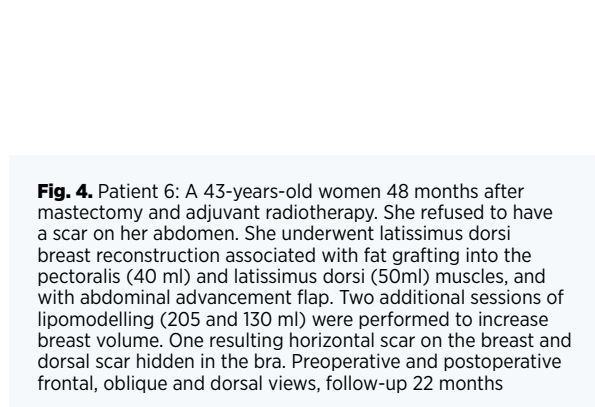 Fig. 4. Patient 6: A 43-years-old women 48 months after
mastectomy and adjuvant radiotherapy. She refused to have
a scar on her abdomen. She underwent latissimus dorsi
breast reconstruction associated with fat grafting into the
pectoralis (40 ml) and latissimus dorsi (50ml) muscles, and
with abdominal advancement flap. Two additional sessions of
lipomodelling (205 and 130 ml) were performed to increase
breast volume. One resulting horizontal scar on the breast and
dorsal scar hidden in the bra. Preoperative and postoperative
frontal, oblique and dorsal views, follow-up 22 months